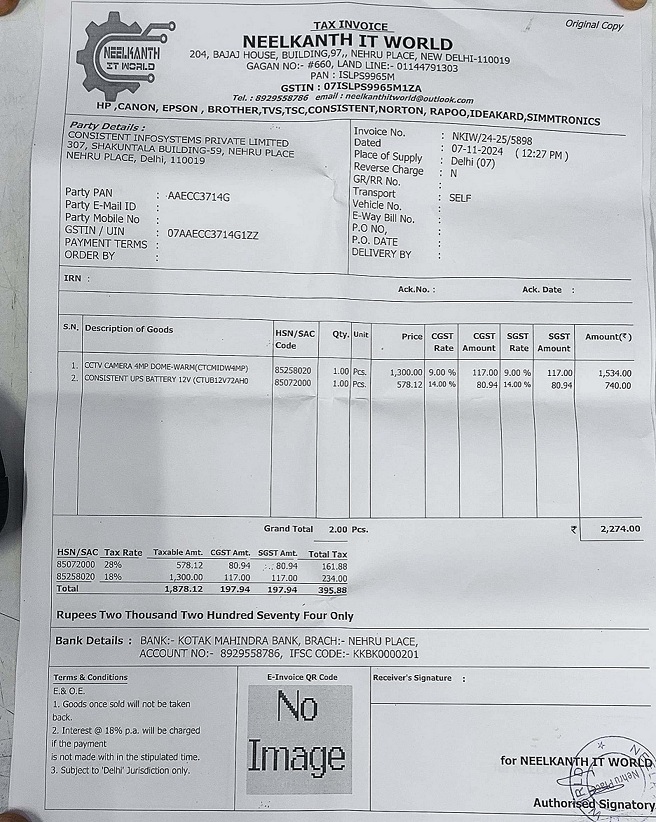 TAX INVOICE
Original Copy
NEELKANTH
IT WORLD
NEELKANTH IT WORLD
204, BAJAJ HOUSE, BUILDING,97,, NEHRU PLACE, NEW DELHI-110019
GAGAN NO:- #660, LAND LINE:- 01144791303
PAN : ISLPS9965M
GSTIN : 07ISLPS9965M1ZA
Tel. : 8929558786 email : neelkanthitworld@outlook.com
HP ,CANON, EPSON , BROTHER,TVS,TSC,CONSISTENT,NORTON, RAPOO,IDEAKARD,SIMMTRONICS
Party Details :
CONSISTENT INFOSYSTEMS PRIVATE LIMITED
307, SHAKUNTALA BUILDING-59, NEHRU PLACE
NEHRU PLACE, Delhi, 110019
Party PAN : AAECC3714G
Party E-Mail ID :
Party Mobile No :
GSTIN / UIN : 07AAECC3714G1ZZ
PAYMENT TERMS :
ORDER BY :
Invoice No. : NKIW/24-25/5898
Dated : 07-11-2024 ( 12:27 PM )
Place of Supply : Delhi (07)
Reverse Charge : N
GR/RR No. :
Transport : SELF
Vehicle No. :
E-Way Bill No. :
P.O NO, :
P.O. DATE :
DELIVERY BY :
IRN :
Ack.No. : Ack. Date :
S.N. Description of Goods HSN/SAC Code Qty. Unit Price CGST Rate CGST Amount SGST Rate SGST Amount Amount(₹)
1. CCTV CAMERA 4MP DOME-WARM(CTCMIDW4MP) 85258020 1.00 Pcs. 1,300.00 9.00 % 117.00 9.00 % 117.00 1,534.00
2. CONSISTENT UPS BATTERY 12V (CTUB12V72AH0 85072000 1.00 Pcs. 578.12 14.00 % 80.94 14.00 % 80.94 740.00
Grand Total 2.00 Pcs. ₹ 2,274.00
HSN/SAC Tax Rate Taxable Amt. CGST Amt. SGST Amt. Total Tax
85072000 28% 578.12 80.94 80.94 161.88
85258020 18% 1,300.00 117.00 117.00 234.00
Total 1,878.12 197.94 197.94 395.88
Rupees Two Thousand Two Hundred Seventy Four Only
Bank Details : BANK:- KOTAK MAHINDRA BANK, BRACH:- NEHRU PLACE,
ACCOUNT NO:- 8929558786, IFSC CODE:- KKBK0000201
Terms & Conditions
E.& O.E.
1. Goods once sold will not be taken
back.
2. Interest @ 18% p.a. will be charged
if the payment
is not made with in the stipulated time.
3. Subject to 'Delhi' Jurisdiction only.
E-Invoice QR Code
No
Image
Receiver's Signature :
for NEELKANTH IT WORLD
Nehru Place
Authorised Signatory